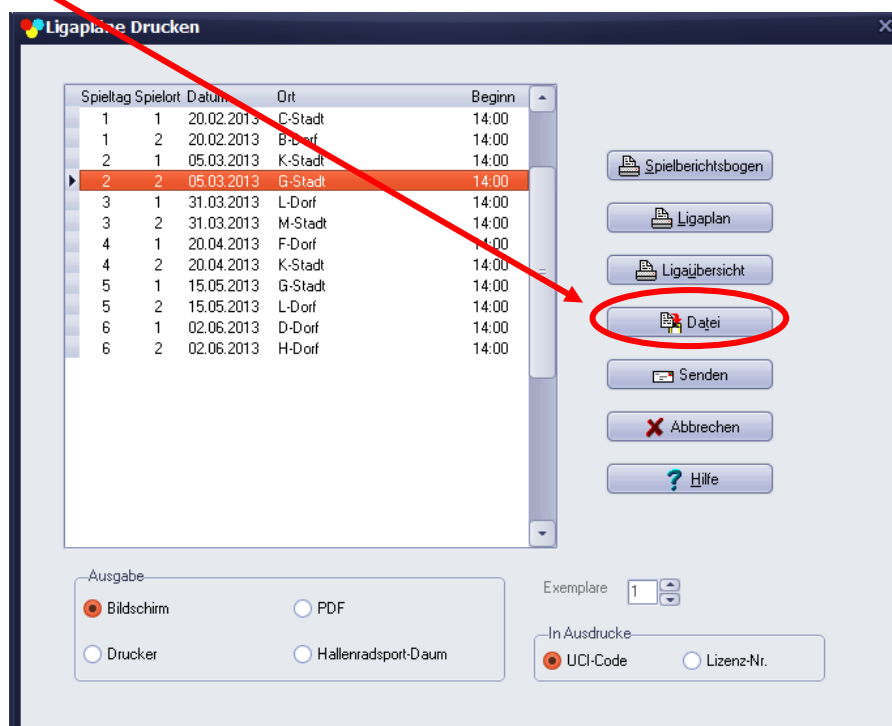 Ligapläne Drucken
Spieltag Spielort Datum Ort Beginn
1 1 20.02.2013 C-Stadt 14:00
1 2 20.02.2013 B-Dorf 14:00
2 1 05.03.2013 K-Stadt 14:00
2 2 05.03.2013 G-Stadt 14:00
3 1 31.03.2013 L-Dorf 14:00
3 2 31.03.2013 M-Stadt 14:00
4 1 20.04.2013 F-Dorf 14:00
4 2 20.04.2013 K-Stadt 14:00
5 1 15.05.2013 G-Stadt 14:00
5 2 15.05.2013 L-Dorf 14:00
6 1 02.06.2013 D-Dorf 14:00
6 2 02.06.2013 H-Dorf 14:00
Spielberichtsbogen
Ligaplan
Ligaübersicht
Datei
Senden
Abbrechen
Hilfe
Ausgabe
Bildschirm PDF
Drucker Hallenradsport-Daum
Exemplare 1
In Ausdrucke
UCI-Code Lizenz-Nr.